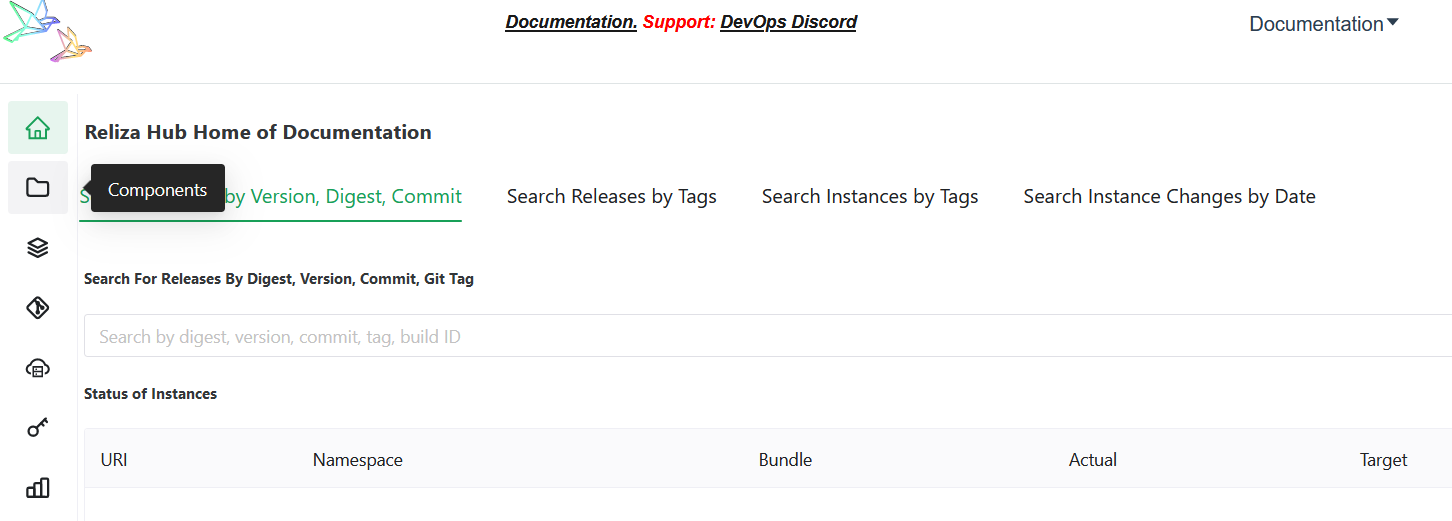 Documentation. Support: DevOps Discord
Documentation
Reliza Hub Home of Documentation
Components
by Version, Digest, Commit
Search Releases by Tags
Search Instances by Tags
Search Instance Changes by Date
Search For Releases By Digest, Version, Commit, Git Tag
Search by digest, version, commit, tag, build ID
Status of Instances
URI
Namespace
Bundle
Actual
Target